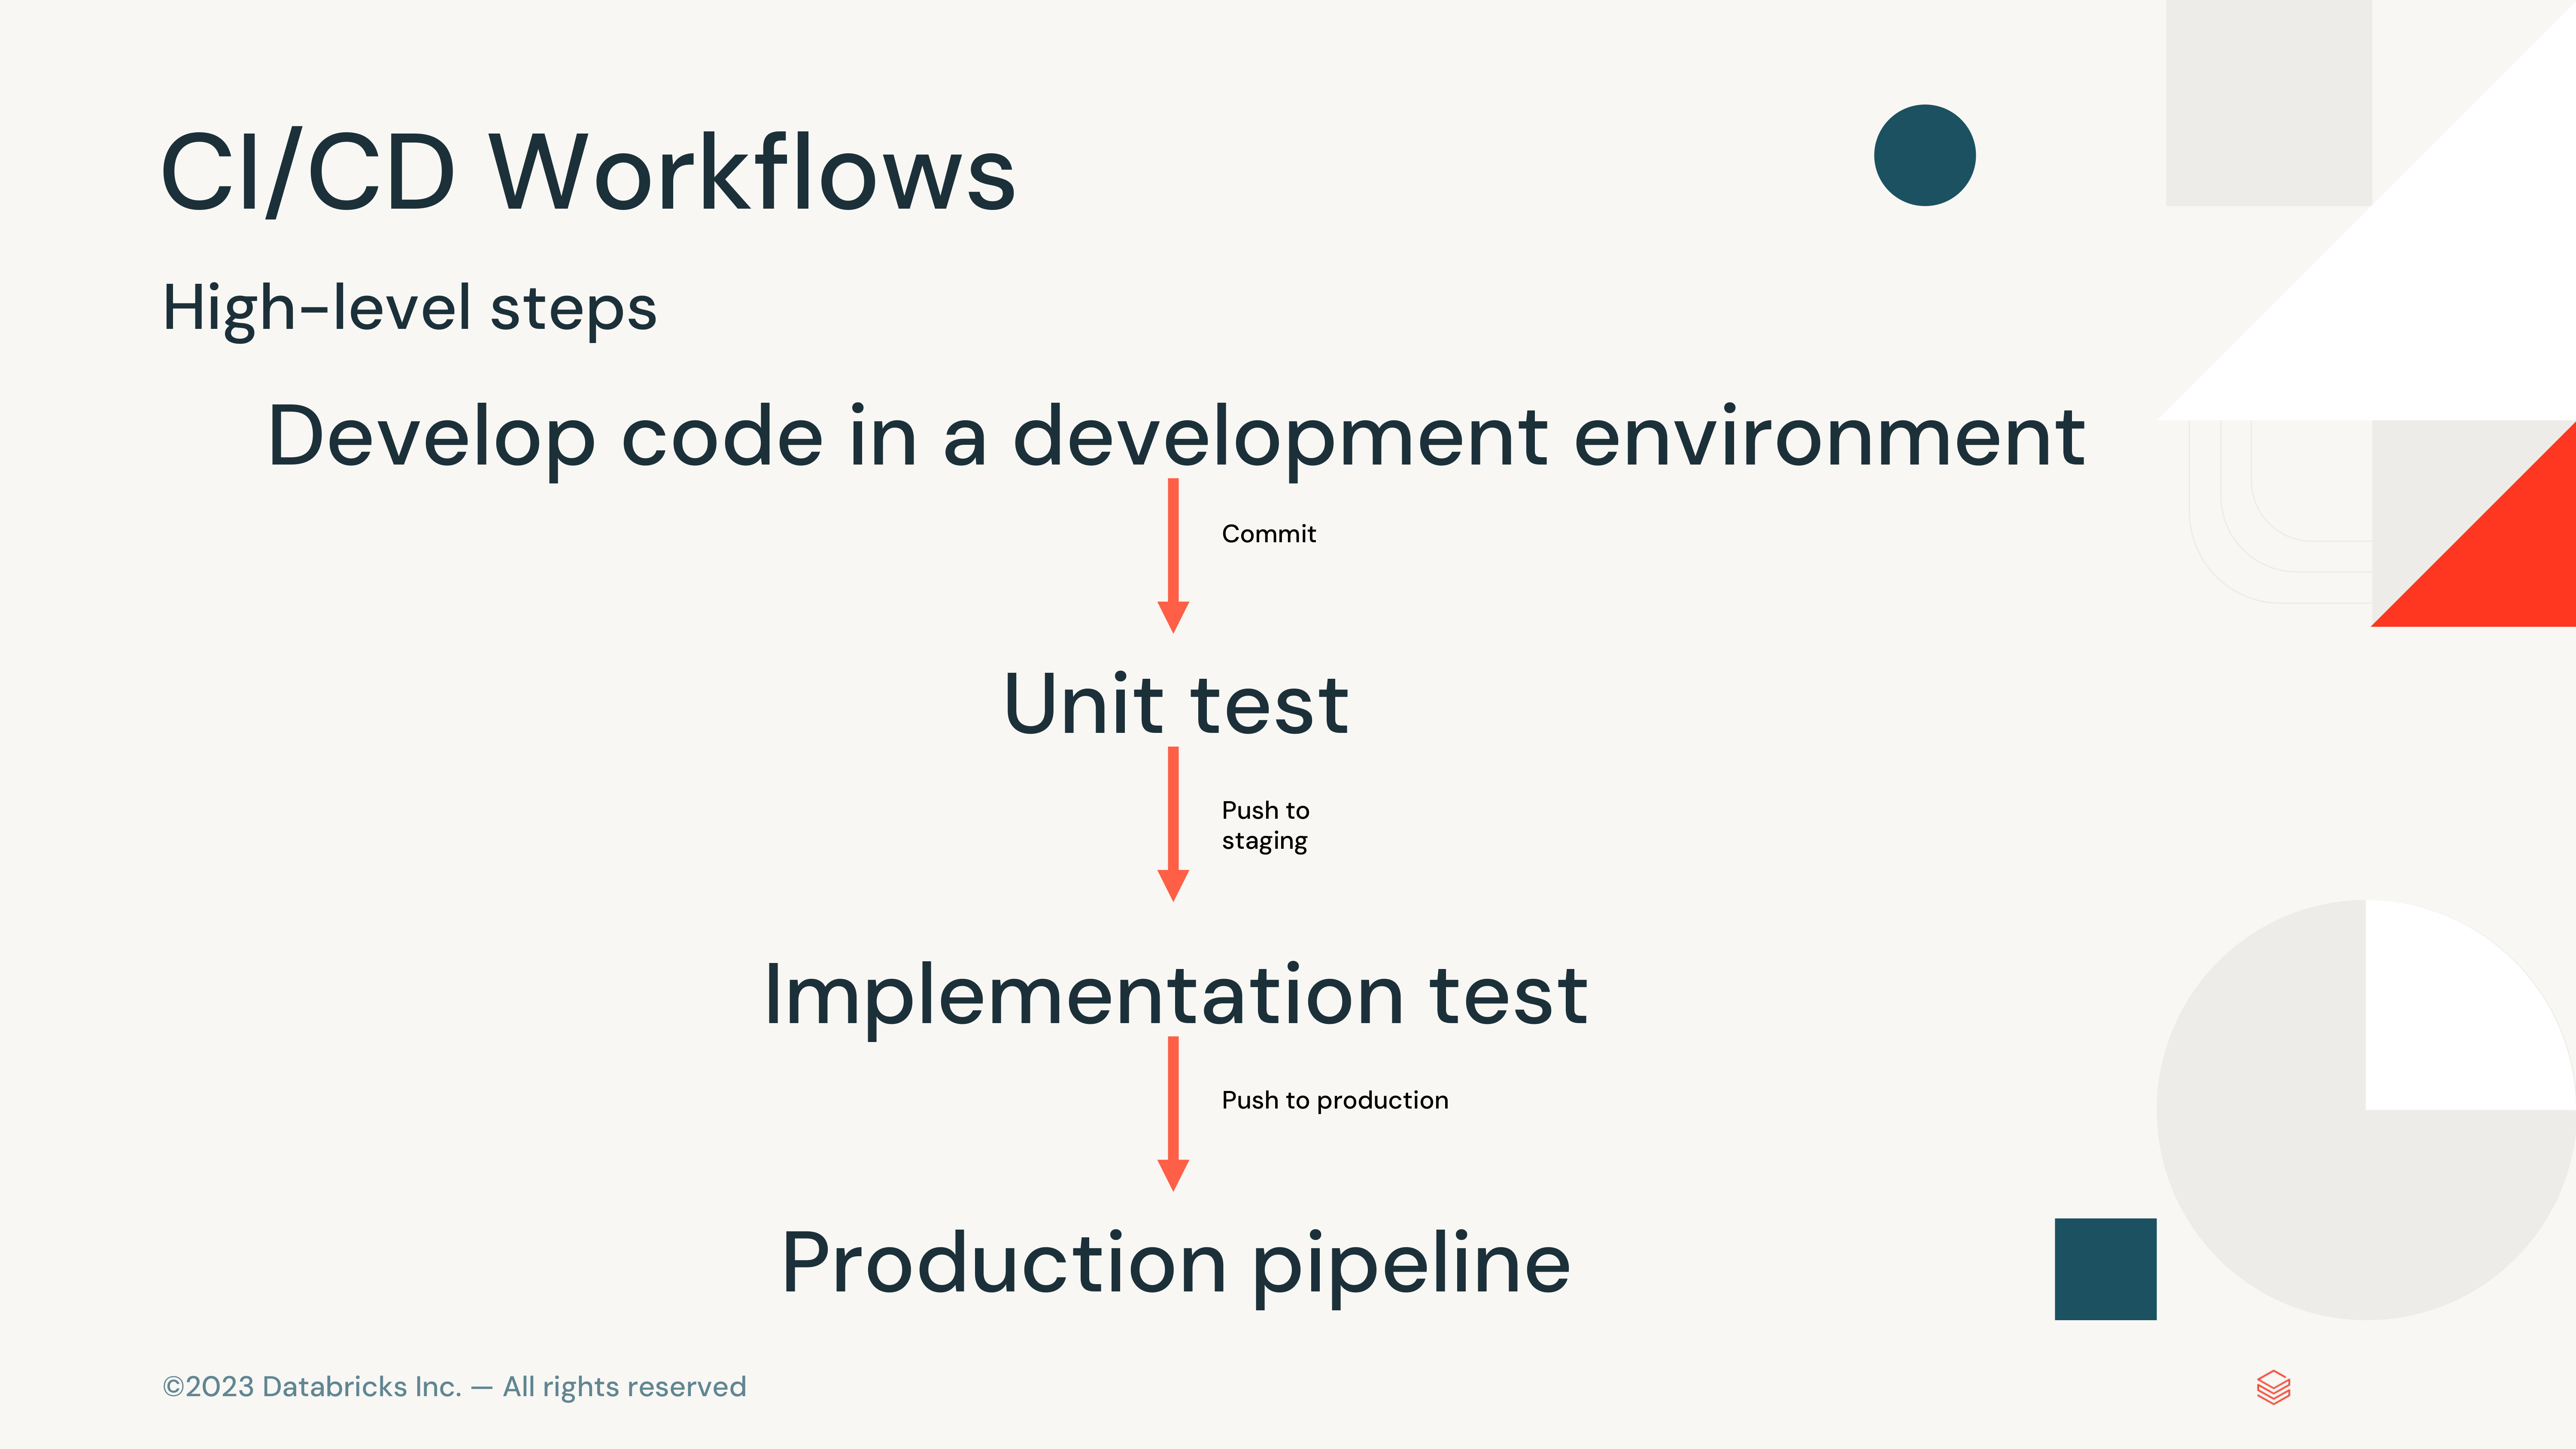 CI/CD Workflows
High-level steps
Develop code in a development environment
Commit
Unit test
Push to
staging
Implementation test
Push to production
Production pipeline
©2023 Databricks Inc. — All rights reserved